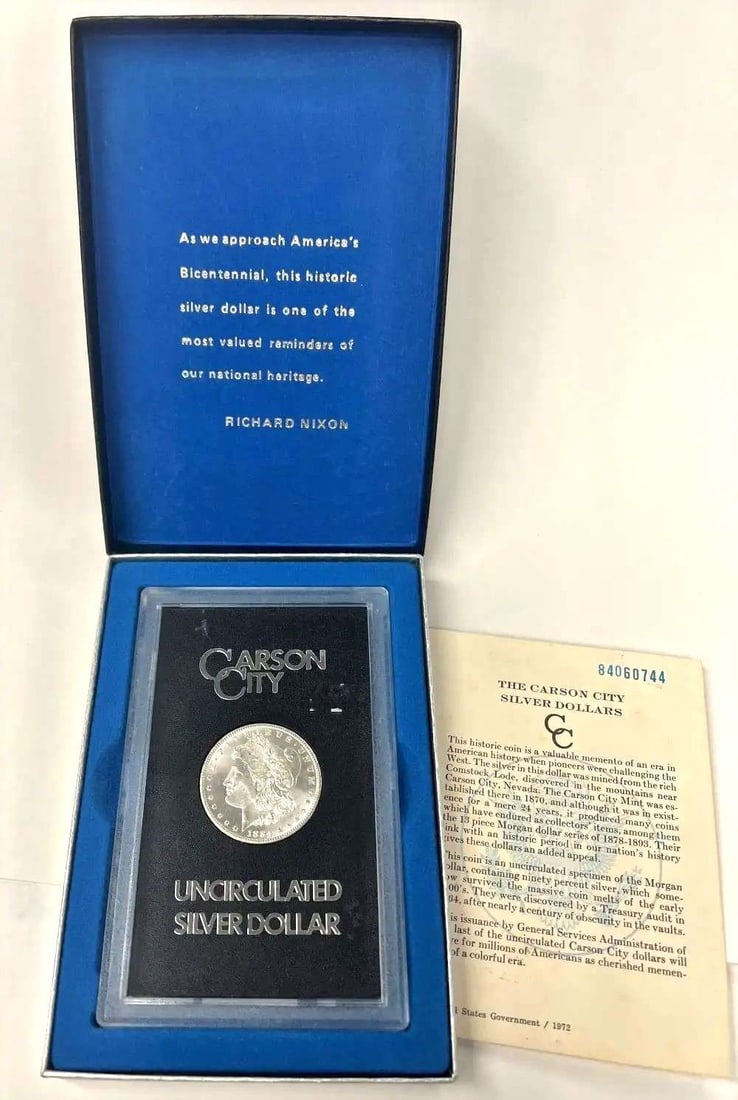 As we approach America's
Bicentennial, this historic
silver dollar is one of the
most valued reminders of
our national heritage.
RICHARD NIXON
CARSON
CITY
1884
UNCIRCULATED
SILVER DOLLAR
84060744
THE CARSON CITY
SILVER DOLLARS
CC
This historic coin is a valuable memento of an era in
American history when pioneers were challenging the
West. The silver in this dollar was mined from the rich
Comstock Lode, discovered in the mountains near
Carson City, Nevada. The Carson City Mint was es-
tablished there in 1870, and although it was in exist-
ence for a mere 24 years, it produced many coins
which have endured as collectors' items, among them
the 13 piece Morgan dollar series of 1878-1893. Their
ink with an historic period in our nation's history
ives these dollars an added appeal.
his coin is an uncirculated specimen of the Morgan
ollar, containing ninety percent silver, which some-
ow survived the massive coin melts of the early
00's. They were discovered by a Treasury audit in
64, after nearly a century of obscurity in the vaults.
is issuance by General Services Administration of
last of the uncirculated Carson City dollars will
ve for millions of Americans as cherished memen-
of a colorful era.
States Government / 1972